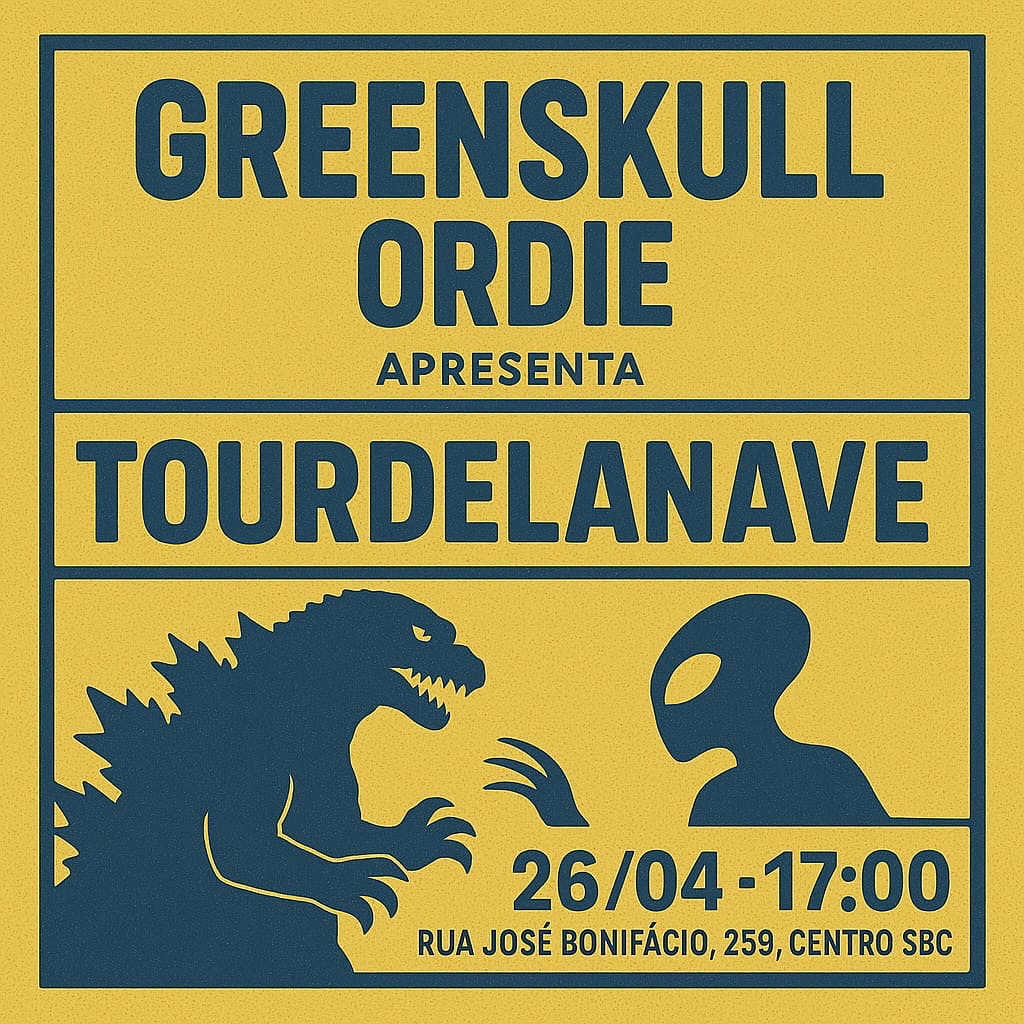 GREENSKULL
ORDIE
APRESENTA
TOURDELANAVE
26/04-17:00
RUA JOSÉ BONIFÁCIO, 259, CENTRO SBC